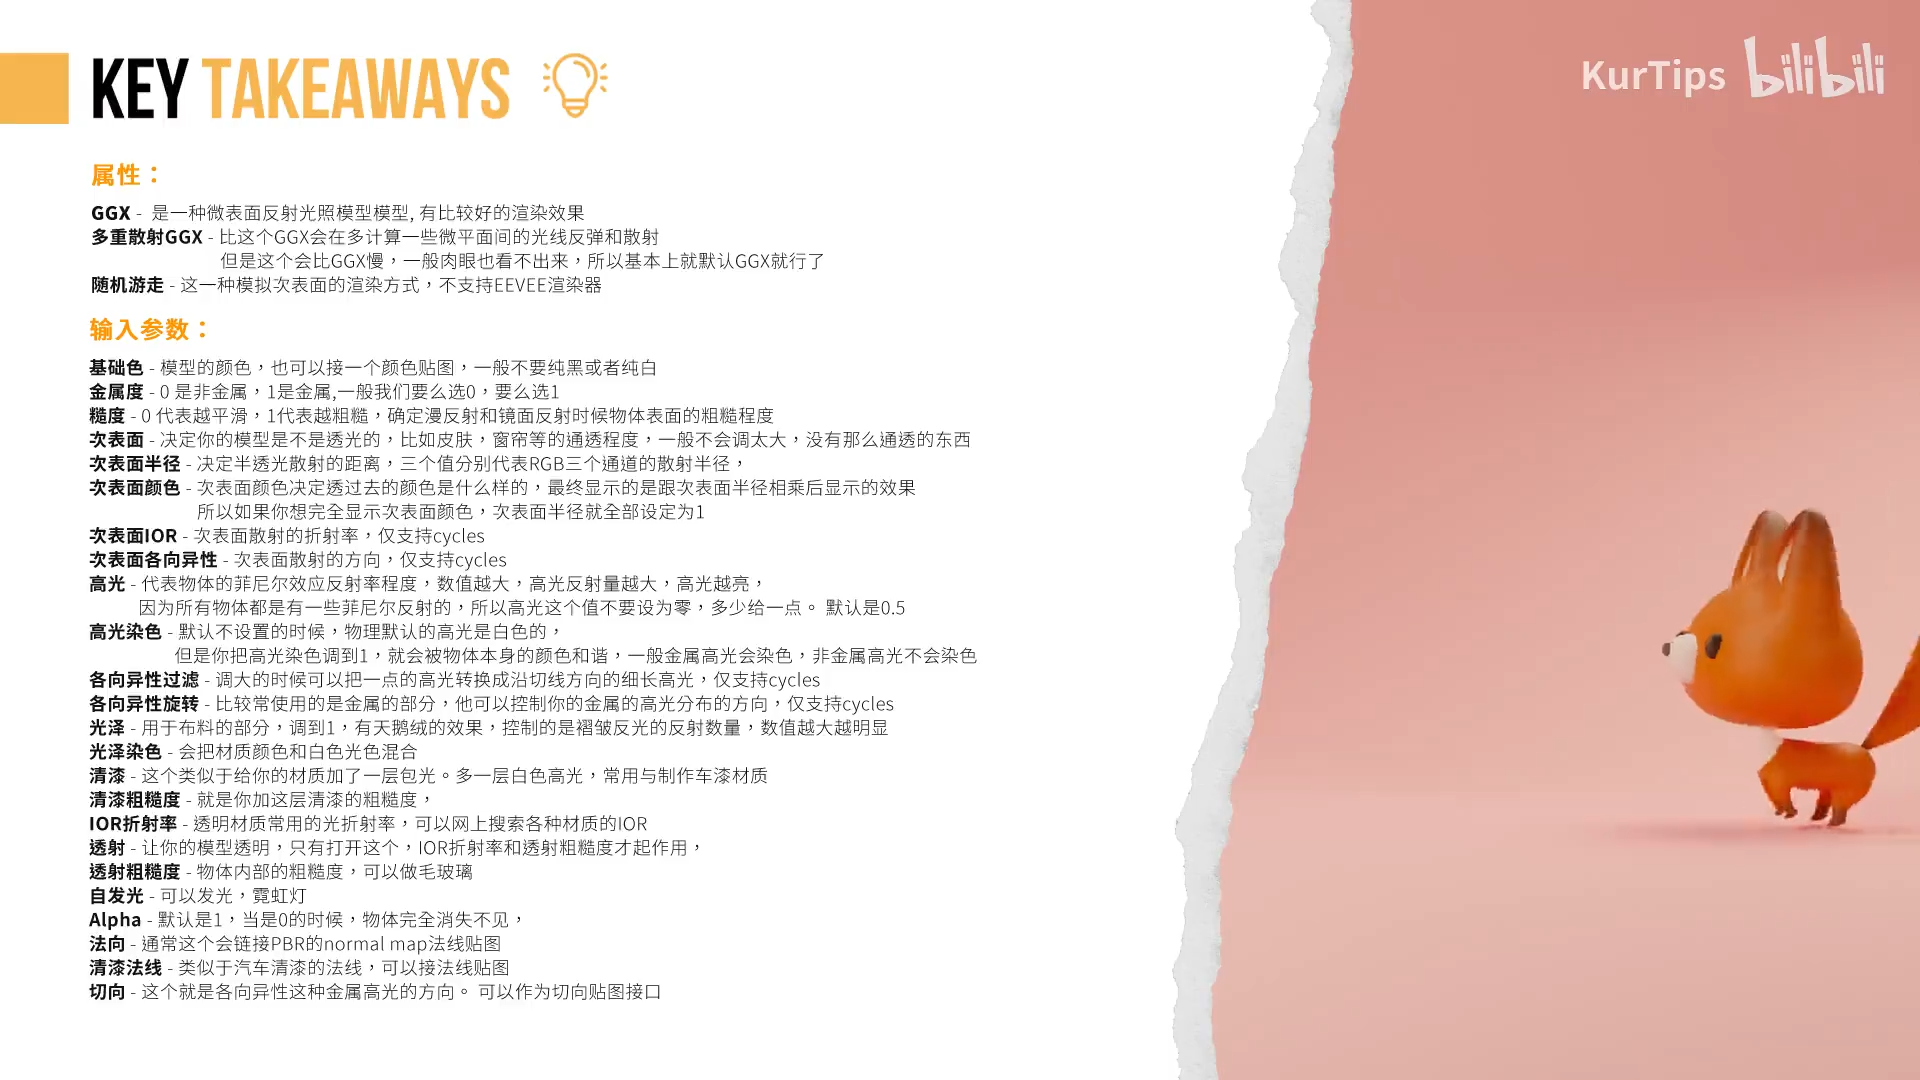 KEY TAKEAWAYS
KurTips bilibili
属性：
GGX - 是一种微表面反射光照模型模型, 有比较好的渲染效果
多重散射GGX - 比这个GGX会在多计算一些微平面间的光线反弹和散射
但是这个会比GGX慢，一般肉眼也看不出来，所以基本上就默认GGX就行了
随机游走 - 这一种模拟次表面的渲染方式，不支持EEVEE渲染器
输入参数：
基础色 - 模型的颜色，也可以接一个颜色贴图，一般不要纯黑或者纯白
金属度 - 0 是非金属，1是金属,一般我们要么选0，要么选1
糙度 - 0 代表越平滑，1代表越粗糙，确定漫反射和镜面反射时候物体表面的粗糙程度
次表面 - 决定你的模型是不是透光的，比如皮肤，窗帘等的通透程度，一般不会调太大，没有那么通透的东西
次表面半径 - 决定半透光散射的距离，三个值分别代表RGB三个通道的散射半径，
次表面颜色 - 次表面颜色决定透过去的颜色是什么样的，最终显示的是跟次表面半径相乘后显示的效果
所以如果你想完全显示次表面颜色，次表面半径就全部设定为1
次表面IOR - 次表面散射的折射率，仅支持cycles
次表面各向异性 - 次表面散射的方向，仅支持cycles
高光 - 代表物体的菲尼尔效应反射率程度，数值越大，高光反射量越大，高光越亮，
因为所有物体都是有一些菲尼尔反射的，所以高光这个值不要设为零，多少给一点。 默认是0.5
高光染色 - 默认不设置的时候，物理默认的高光是白色的，
但是你把高光染色调到1，就会被物体本身的颜色和谐，一般金属高光会染色，非金属高光不会染色
各向异性过滤 - 调大的时候可以把一点的高光转换成沿切线方向的细长高光，仅支持cycles
各向异性旋转 - 比较常使用的是金属的部分，他可以控制你的金属的高光分布的方向，仅支持cycles
光泽 - 用于布料的部分，调到1，有天鹅绒的效果，控制的是褶皱反光的反射数量，数值越大越明显
光泽染色 - 会把材质颜色和白色光色混合
清漆 - 这个类似于给你的材质加了一层包光。多一层白色高光，常用与制作车漆材质
清漆粗糙度 - 就是你加这层清漆的粗糙度，
IOR折射率 - 透明材质常用的光折射率，可以网上搜索各种材质的IOR
透射 - 让你的模型透明，只有打开这个，IOR折射率和透射粗糙度才起作用，
透射粗糙度 - 物体内部的粗糙度，可以做毛玻璃
自发光 - 可以发光，霓虹灯
Alpha - 默认是1，当是0的时候，物体完全消失不见，
法向 - 通常这个会链接PBR的normal map法线贴图
清漆法线 - 类似于汽车清漆的法线，可以接法线贴图
切向 - 这个就是各向异性这种金属高光的方向。 可以作为切向贴图接口